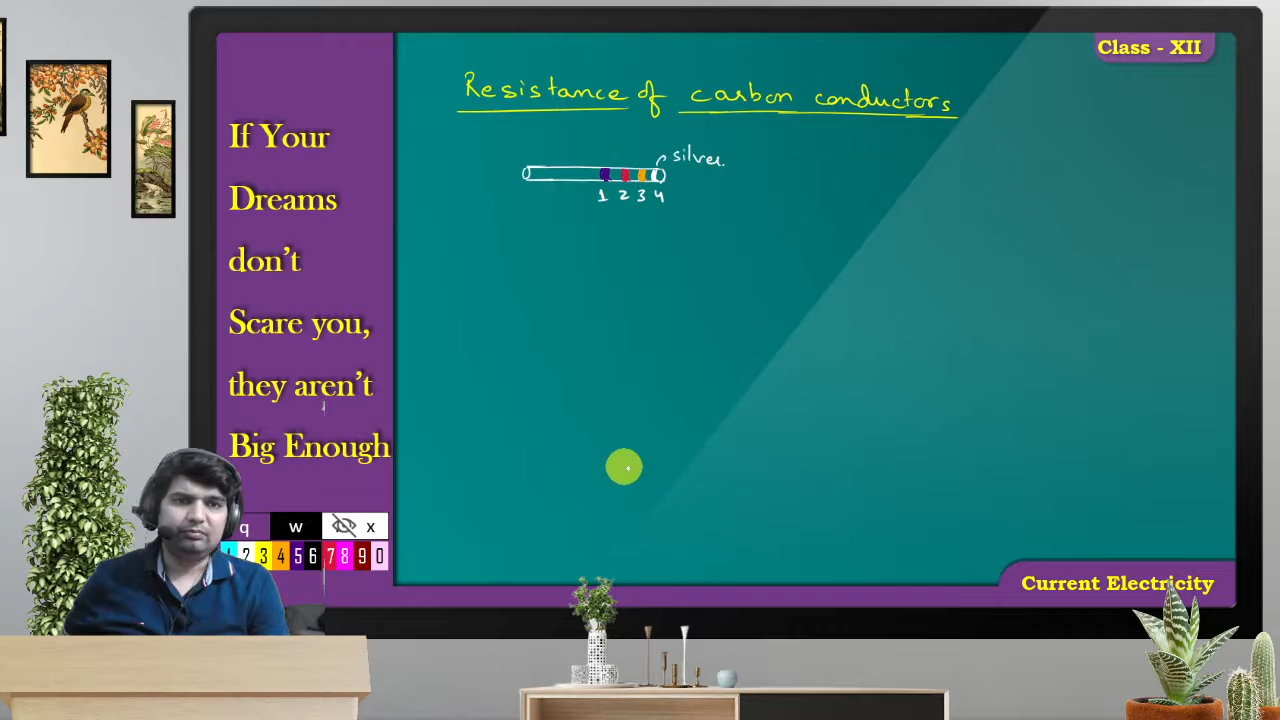 Class - XII
Resistance of carbon conductors
silver
1 2 3 4
If Your
Dreams
don't
Scare you,
they aren't
Big Enough
q w x
2 3 4 5 6 7 8 9 0
Current Electricity